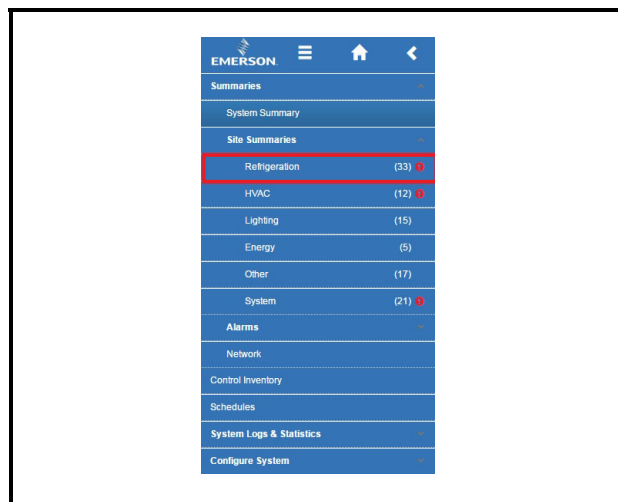 EMERSON.
Summaries
System Summary
Site Summaries
Refrigeration (33)
HVAC (12)
Lighting (15)
Energy (5)
Other (17)
System (21)
Alarms
Network
Control Inventory
Schedules
System Logs & Statistics
Configure System